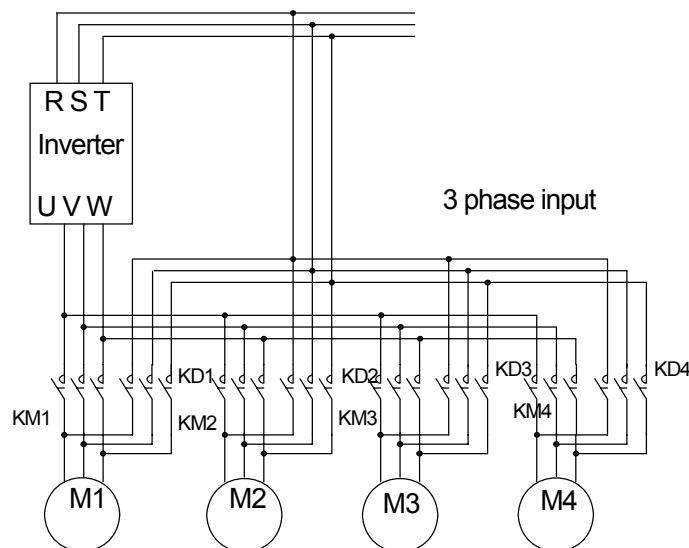 R S T
Inverter
U V W
3 phase input
KD1 KD2 KD3 KD4
KM1 KM2 KM3 KM4
M1 M2 M3 M4